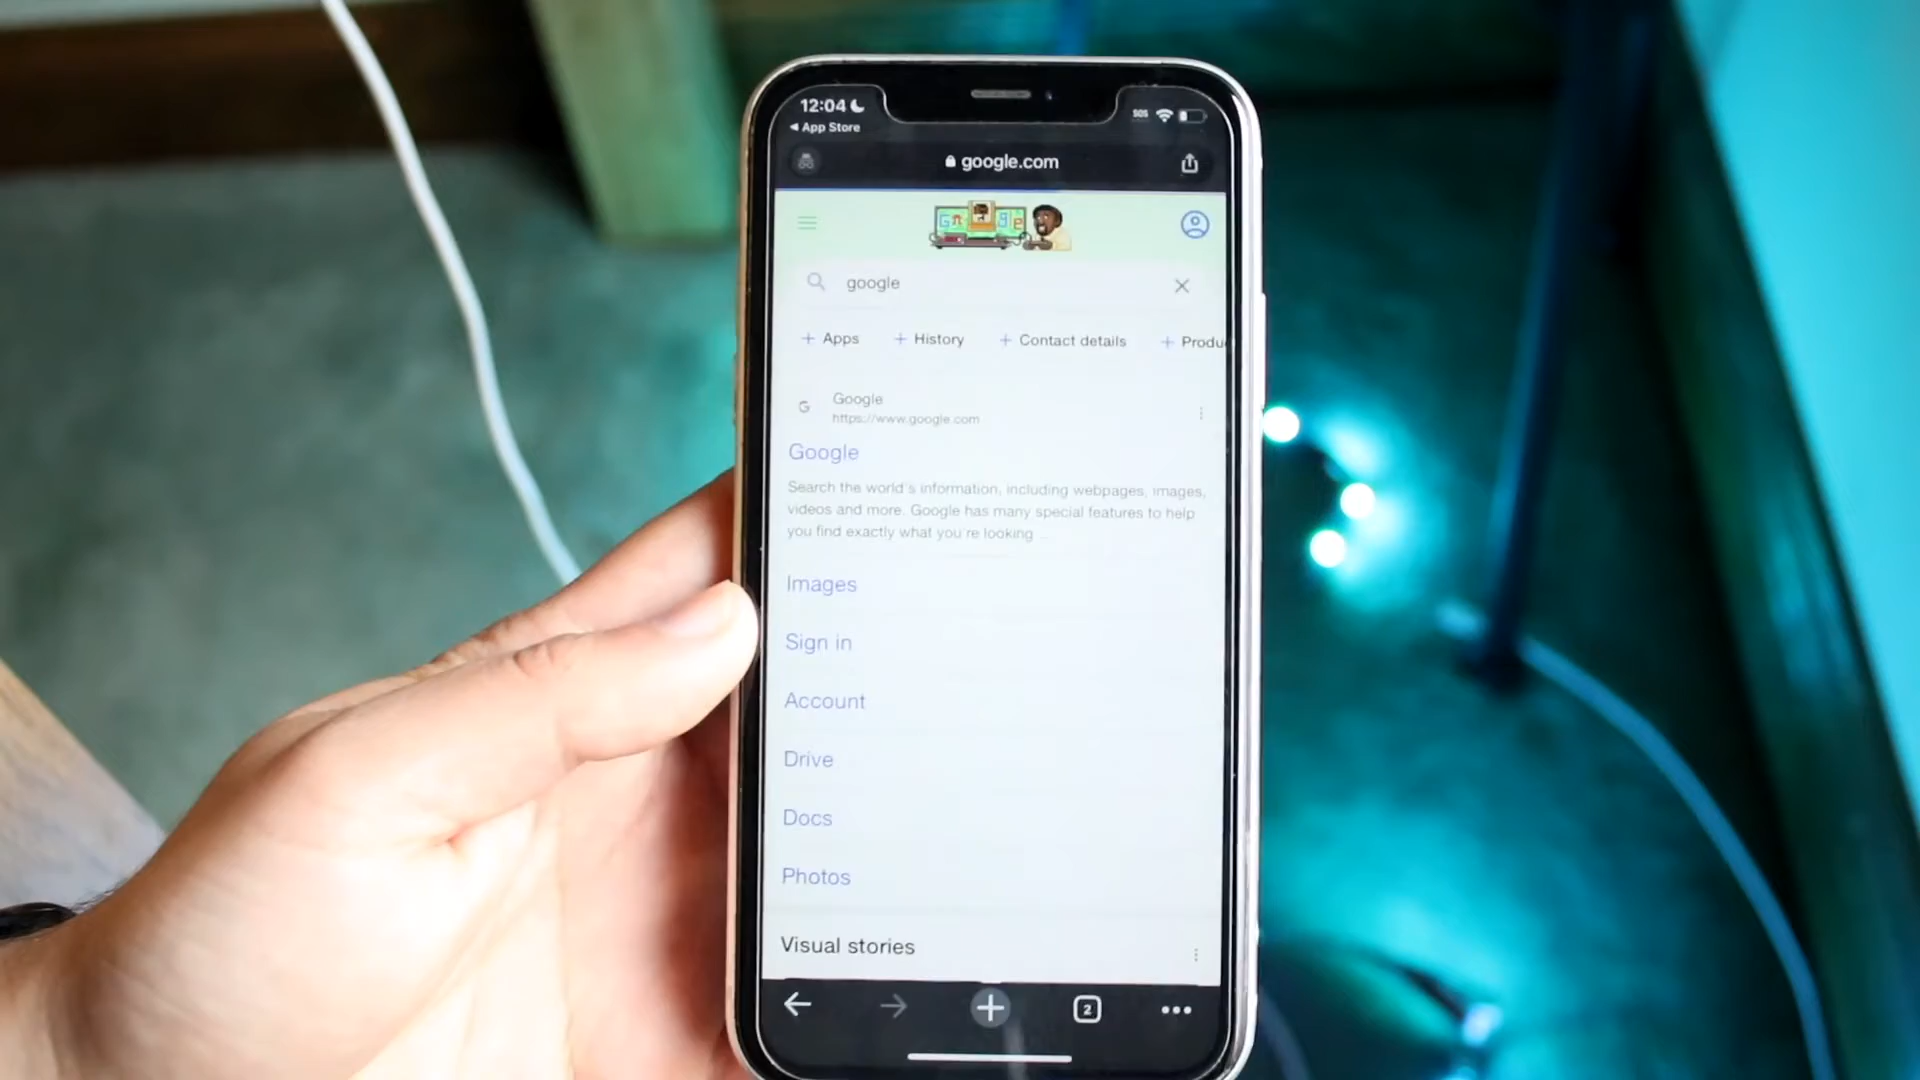 12:04
SOS
◀ App Store
google.com
google
+ Apps + History + Contact details + Produ
G
Google
https://www.google.com
Google
Search the world's information, including webpages, images,
videos and more. Google has many special features to help
you find exactly what you're looking ...
Images
Sign in
Account
Drive
Docs
Photos
Visual stories
2